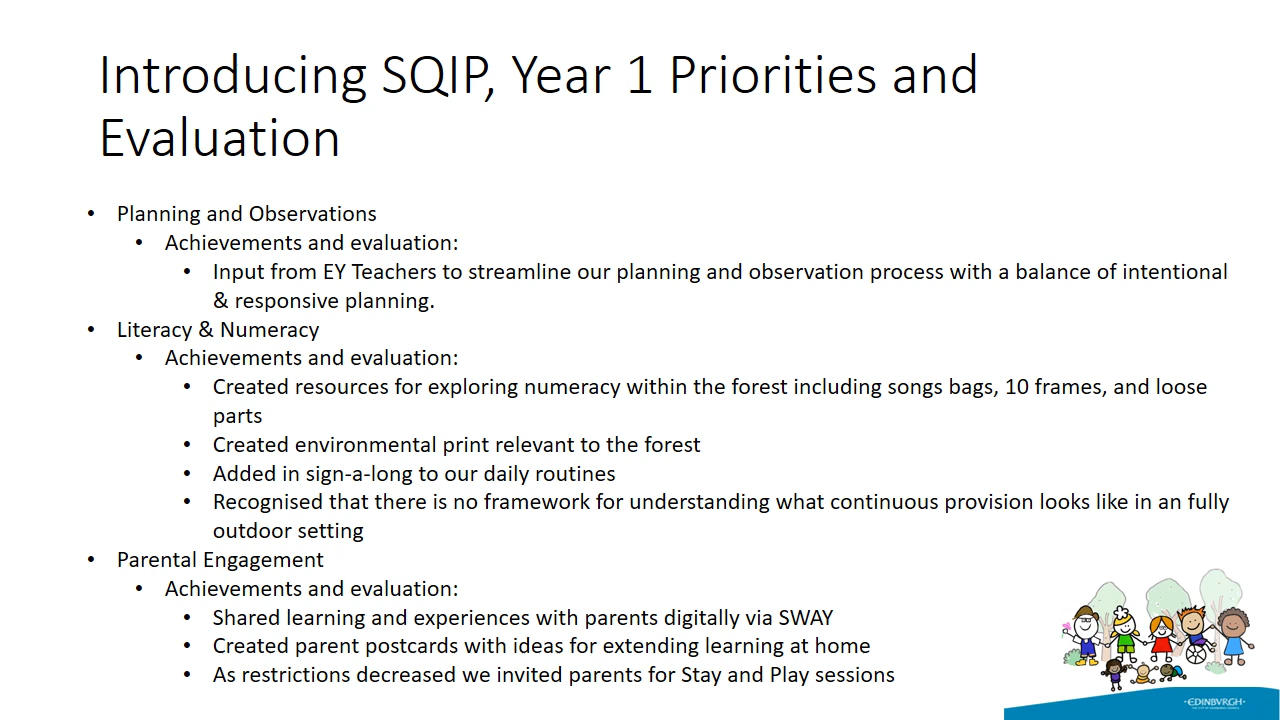 Introducing SQIP, Year 1 Priorities and
Evaluation
• Planning and Observations
• Achievements and evaluation:
• Input from EY Teachers to streamline our planning and observation process with a balance of intentional
& responsive planning.
• Literacy & Numeracy
• Achievements and evaluation:
• Created resources for exploring numeracy within the forest including songs bags, 10 frames, and loose
parts
• Created environmental print relevant to the forest
• Added in sign-a-long to our daily routines
• Recognised that there is no framework for understanding what continuous provision looks like in an fully
outdoor setting
• Parental Engagement
• Achievements and evaluation:
• Shared learning and experiences with parents digitally via SWAY
• Created parent postcards with ideas for extending learning at home
• As restrictions decreased we invited parents for Stay and Play sessions
·EDINBVRGH·
THE CITY OF EDINBURGH COUNCIL